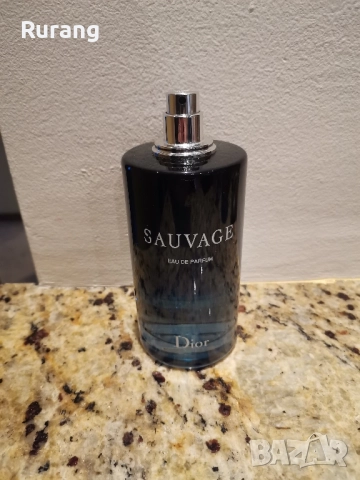 Rurang
SAUVAGE
EAU DE PARFUM
Dior
BAZAR